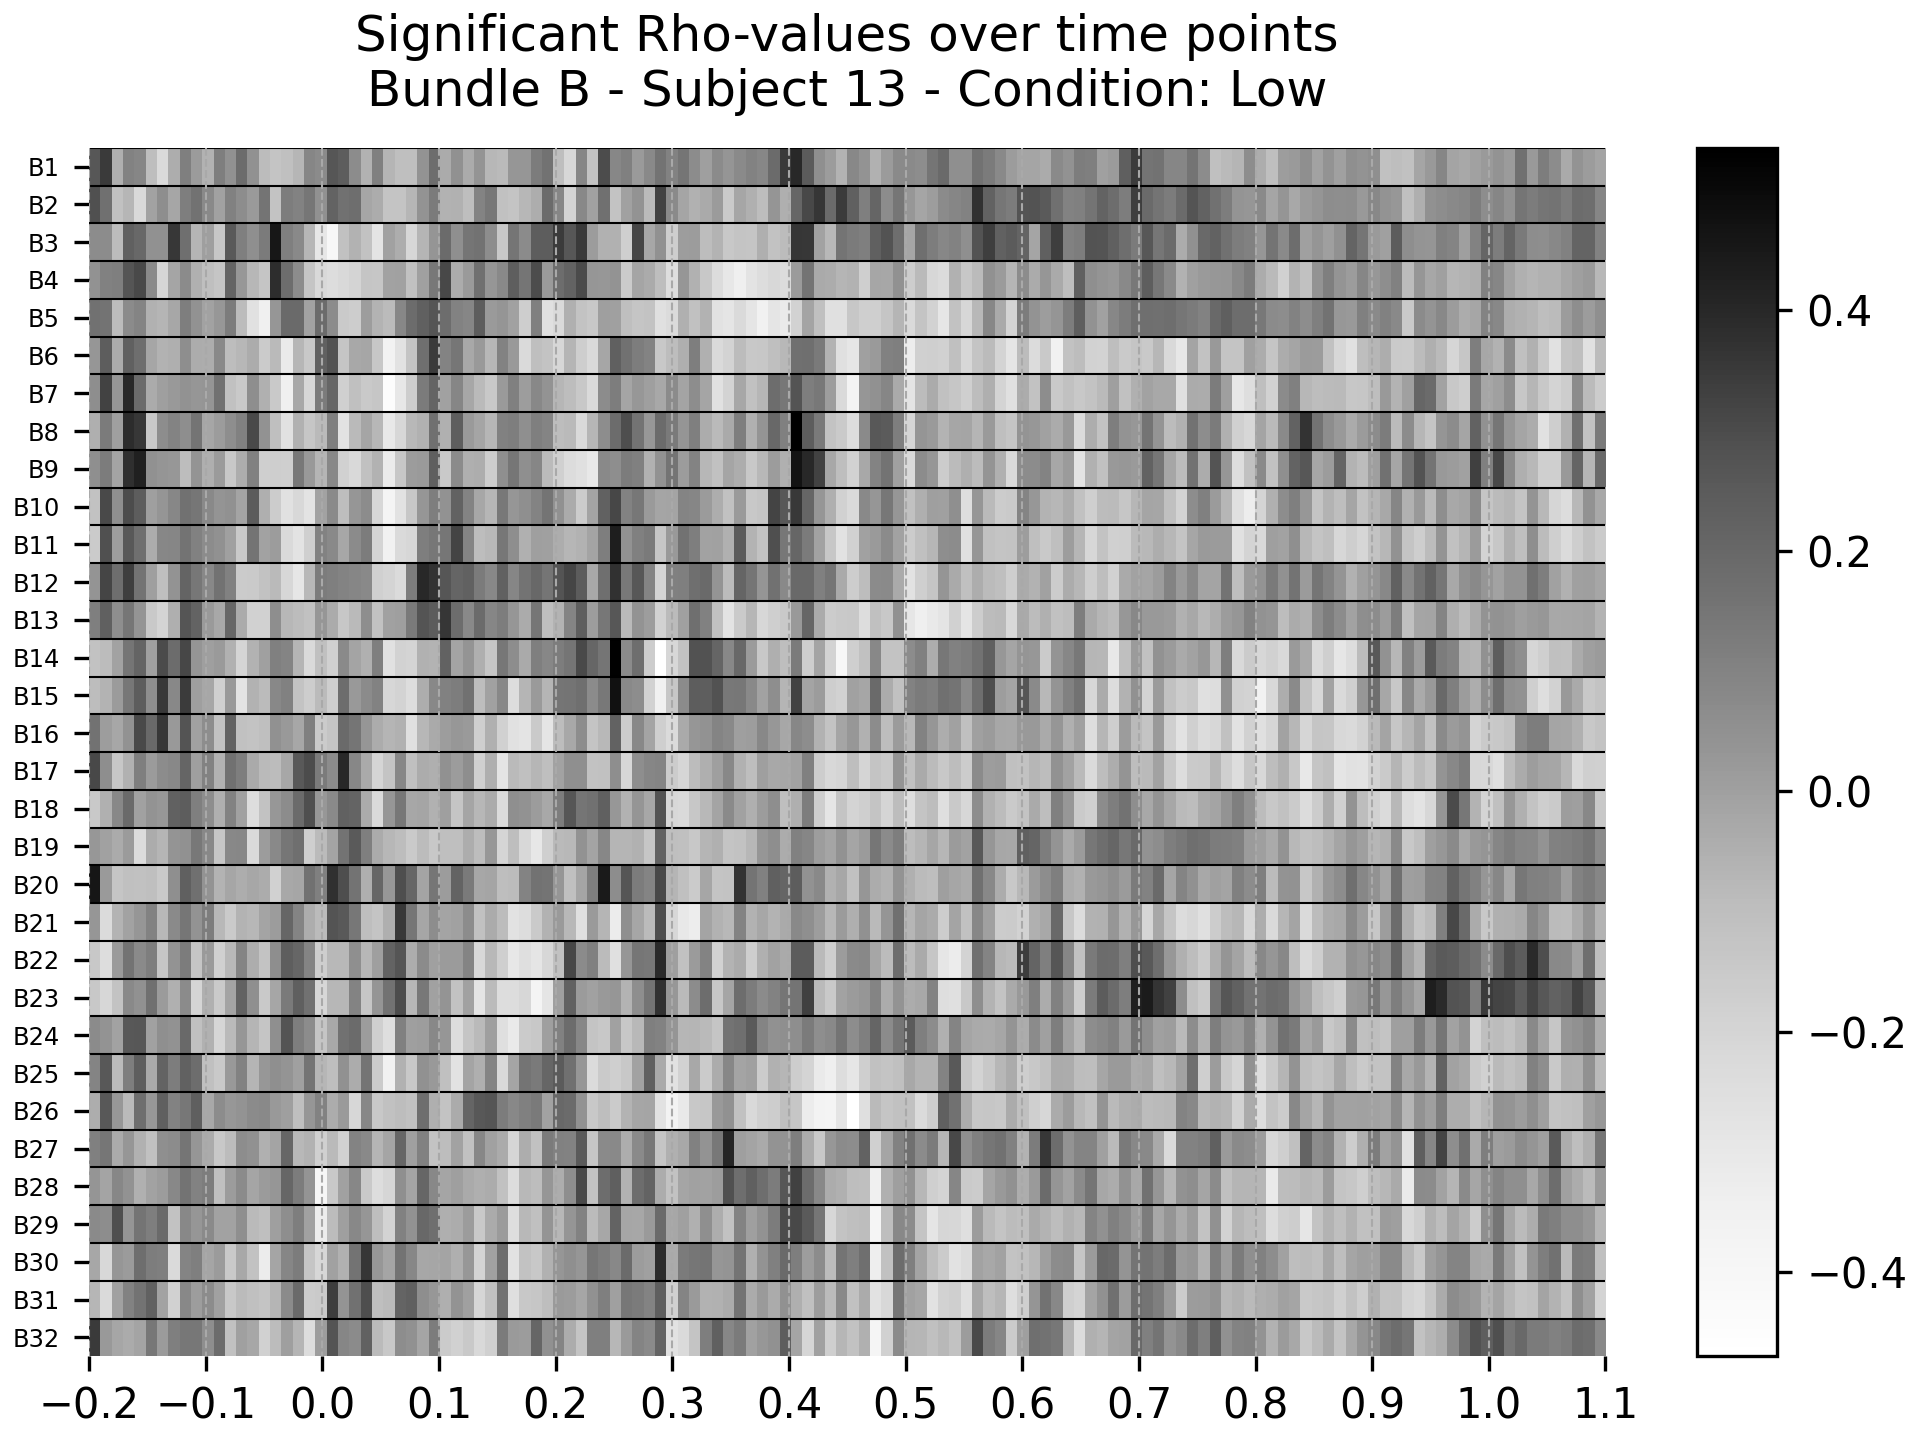 Significant Rho-values over time points
Bundle B - Subject 13 - Condition: Low
B1
B2
B3
B4
B5
B6
B7
B8
B9
B10
B11
B12
B13
B14
B15
B16
B17
B18
B19
B20
B21
B22
B23
B24
B25
B26
B27
B28
B29
B30
B31
B32
−0.2 −0.1 0.0 0.1 0.2 0.3 0.4 0.5 0.6 0.7 0.8 0.9 1.0 1.1
0.4
0.2
0.0
−0.2
−0.4